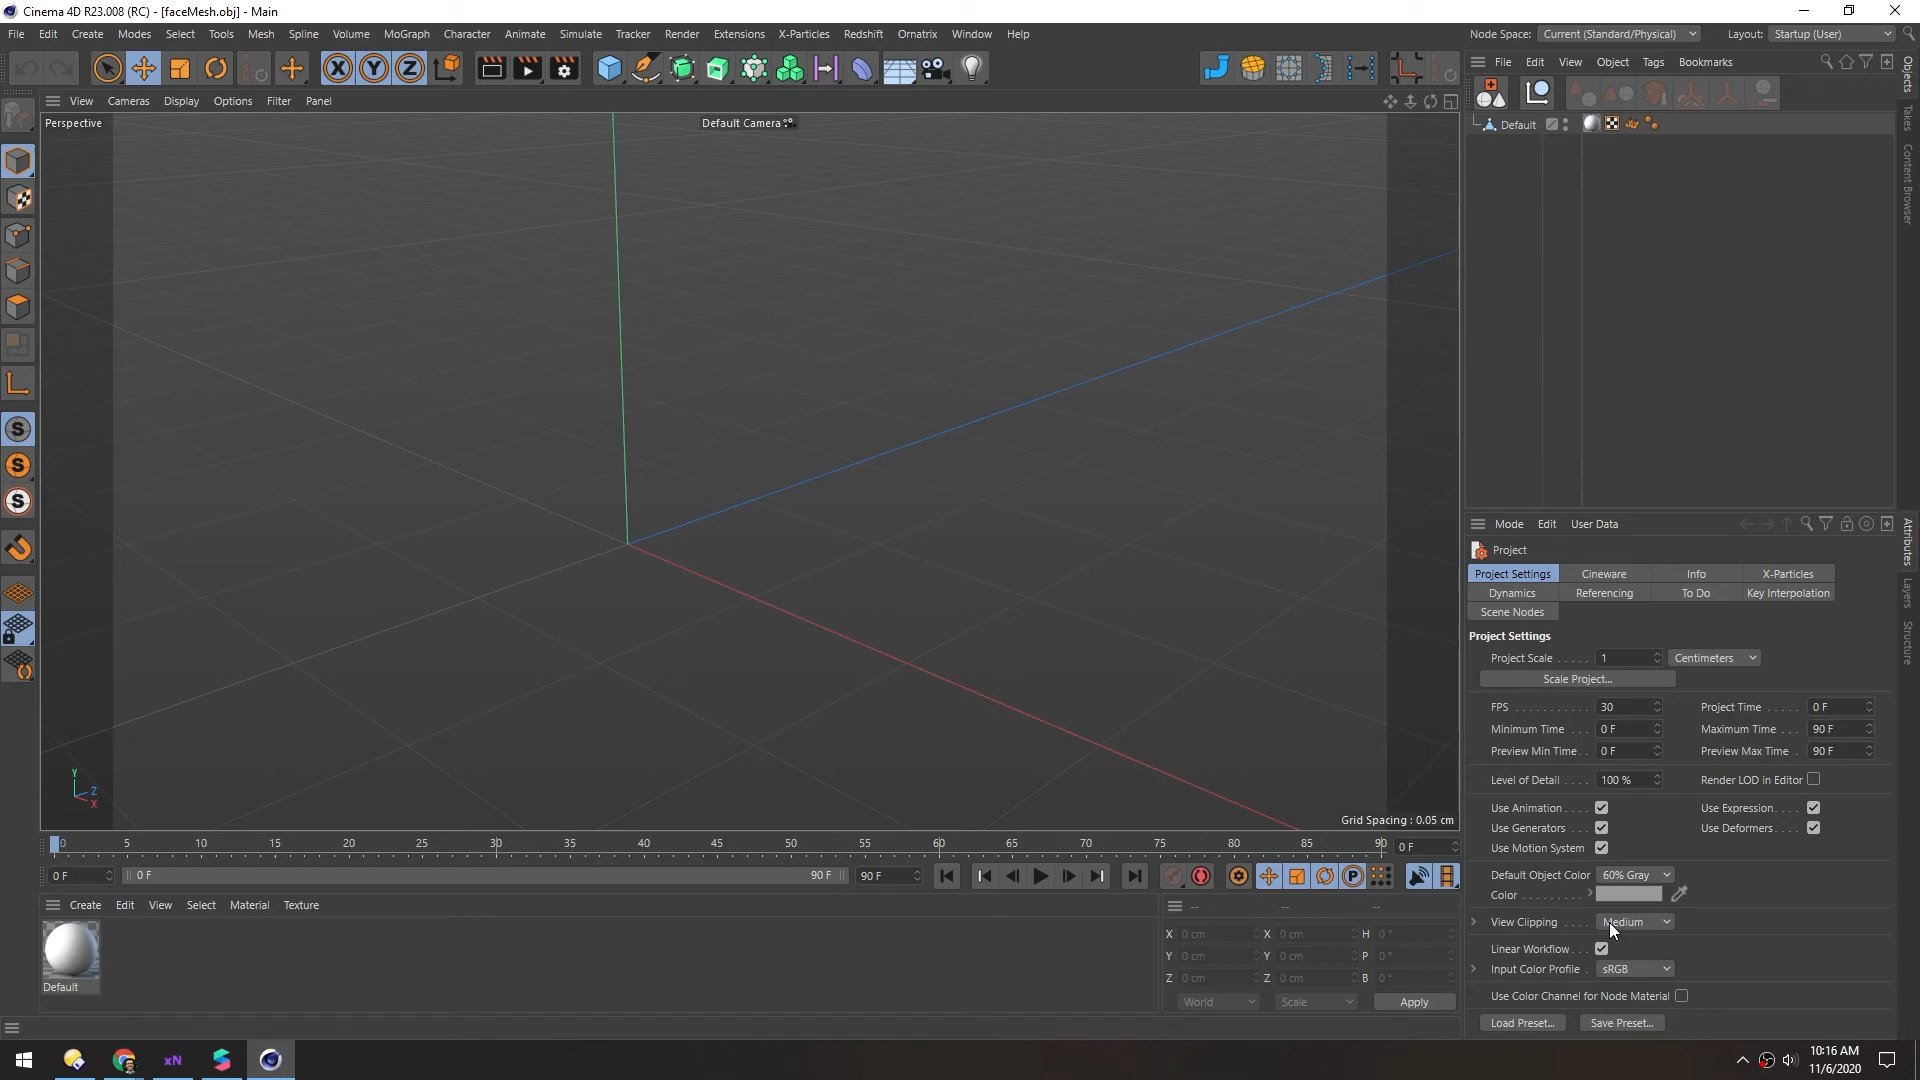 Cinema 4D R23.008 (RC) - [faceMesh.obj] - Main
File Edit Create Modes Select Tools Mesh Spline Volume MoGraph Character Animate Simulate Tracker Render Extensions X-Particles Redshift Ornatrix Window Help
Node Space: Current (Standard/Physical) Layout: Startup (User)
X Y Z
File Edit View Object Tags Bookmarks
View Cameras Display Options Filter Panel
Perspective
Default Camera
Default
Objects
Takes
Content Browser
Mode Edit User Data
Project
Project Settings Cineware Info X-Particles
Dynamics Referencing To Do Key Interpolation
Scene Nodes
Attributes
Layers
Structure
Project Settings
Project Scale ..... 1 Centimeters
Scale Project...
FPS ........... 30 Project Time ..... 0 F
Minimum Time ... 0 F Maximum Time ... 90 F
Preview Min Time . 0 F Preview Max Time . 90 F
Level of Detail .... 100 % Render LOD in Editor
Use Animation .... Use Expression ....
Use Generators ... Use Deformers ....
Use Motion System
Default Object Color 60% Gray
Color .........
View Clipping .... Medium
Linear Workflow ..
Input Color Profile . sRGB
Use Color Channel for Node Material
Load Preset... Save Preset...
S
S
S
Y
Z
X
Grid Spacing : 0.05 cm
0 5 10 15 20 25 30 35 40 45 50 55 60 65 70 75 80 85 90 0 F
0 F 0 F 90 F 90 F
P
Create Edit View Select Material Texture
Default
-- -- --
X 0 cm X 0 cm H 0 °
Y 0 cm Y 0 cm P 0 °
Z 0 cm Z 0 cm B 0 °
World Scale Apply
xN
10:16 AM
11/6/2020